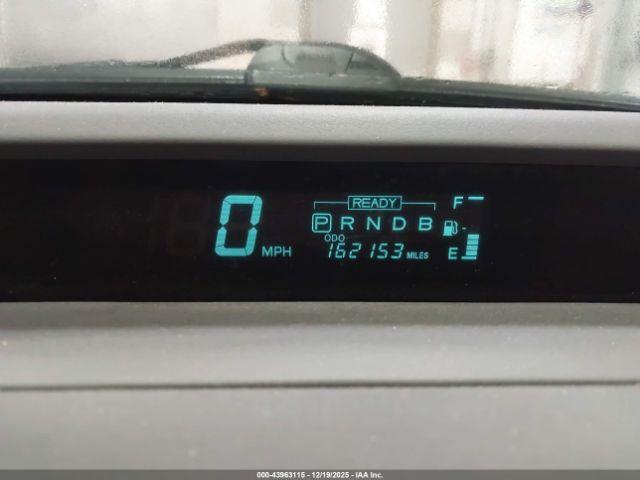 READY
F
0 MPH
P R N D B
ODO
162153 MILES
E
000-43963115 - 12/19/2025 - IAA Inc.